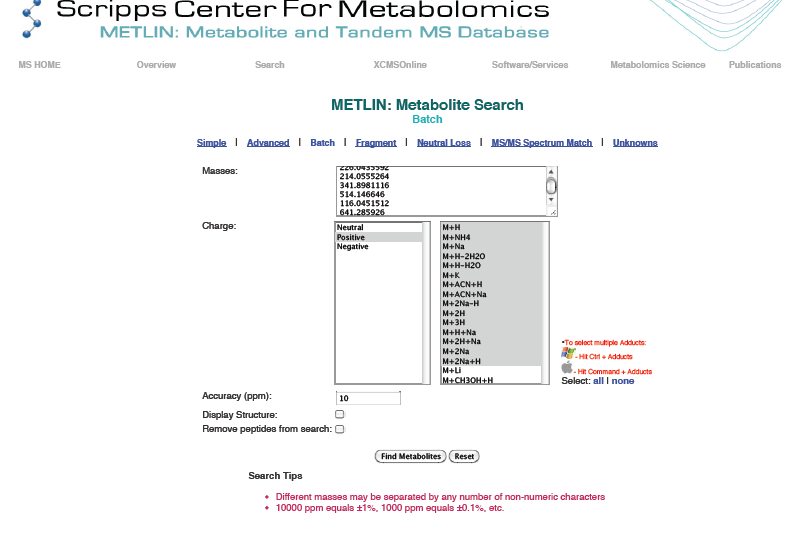 Scripps Center For Metabolomics
METLIN: Metabolite and Tandem MS Database
MS HOME Overview Search XCMSOnline Software/Services Metabolomics Science Publications
METLIN: Metabolite Search
Batch
Simple | Advanced | Batch | Fragment | Neutral Loss | MS/MS Spectrum Match | Unknowns
Masses:
214.0555264
341.8981116
514.146646
116.0451512
641.285926
Charge:
Neutral
Positive
Negative
M+H
M+NH4
M+Na
M+H-2H2O
M+H-H2O
M+K
M+ACN+H
M+ACN+Na
M+2Na-H
M+2H
M+3H
M+H+Na
M+2H+Na
M+2Na
M+2Na+H
M+Li
M+CH3OH+H
*To select multiple Adducts:
- Hit Ctrl + Adducts
- Hit Command + Adducts
Select: all | none
Accuracy (ppm): 10
Display Structure:
Remove peptides from search:
Find Metabolites Reset
Search Tips
Different masses may be separated by any number of non-numeric characters
10000 ppm equals ±1%, 1000 ppm equals ±0.1%, etc.